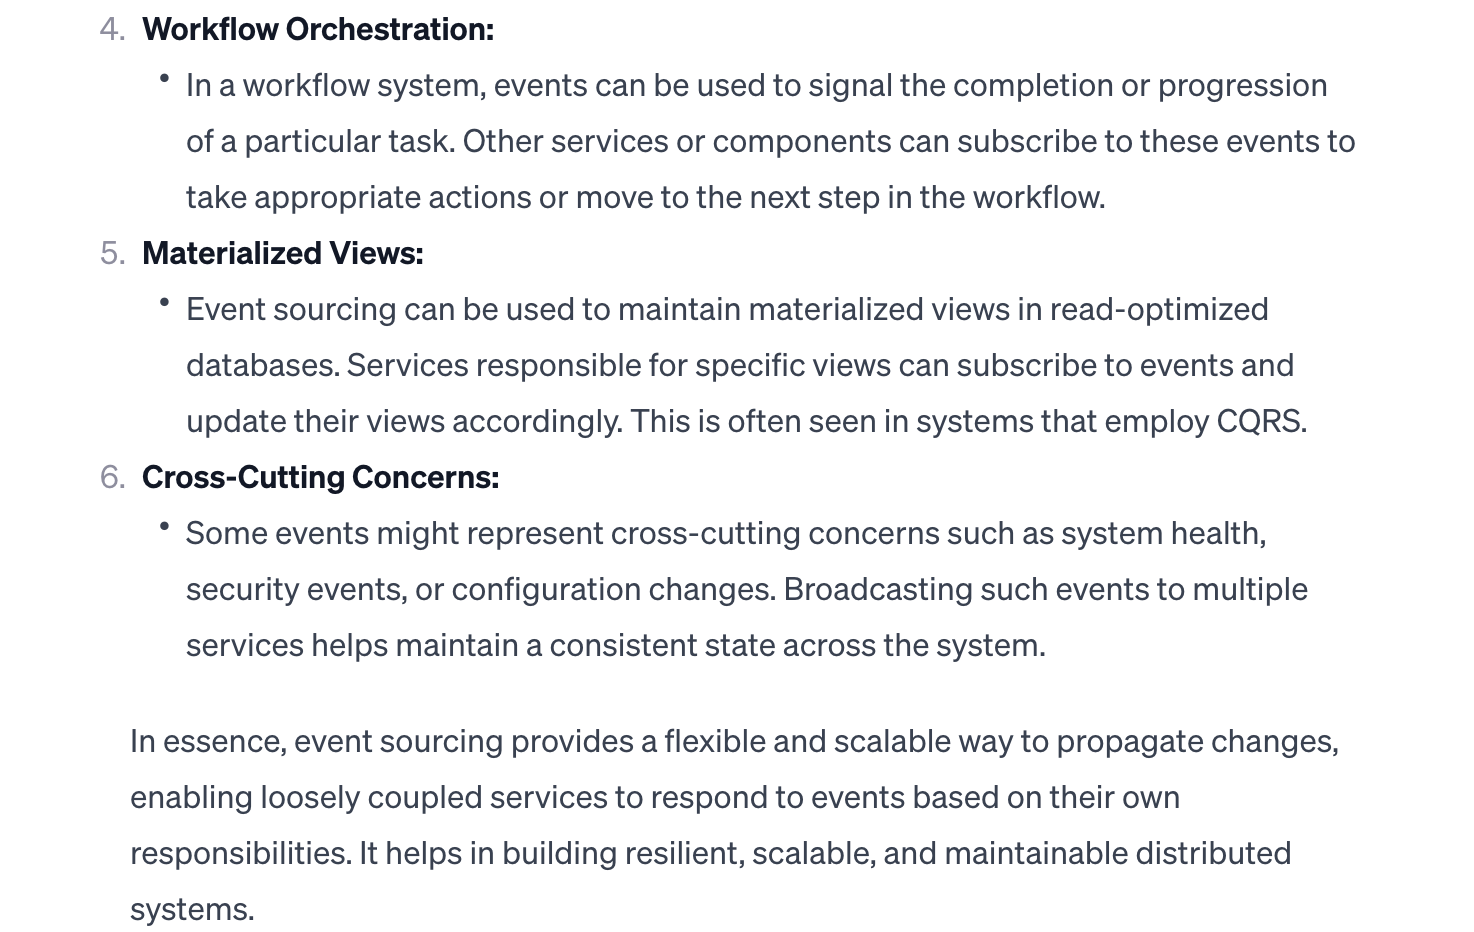 4. Workflow Orchestration:
• In a workflow system, events can be used to signal the completion or progression
of a particular task. Other services or components can subscribe to these events to
take appropriate actions or move to the next step in the workflow.
5. Materialized Views:
• Event sourcing can be used to maintain materialized views in read-optimized
databases. Services responsible for specific views can subscribe to events and
update their views accordingly. This is often seen in systems that employ CQRS.
6. Cross-Cutting Concerns:
• Some events might represent cross-cutting concerns such as system health,
security events, or configuration changes. Broadcasting such events to multiple
services helps maintain a consistent state across the system.
In essence, event sourcing provides a flexible and scalable way to propagate changes,
enabling loosely coupled services to respond to events based on their own
responsibilities. It helps in building resilient, scalable, and maintainable distributed
systems.